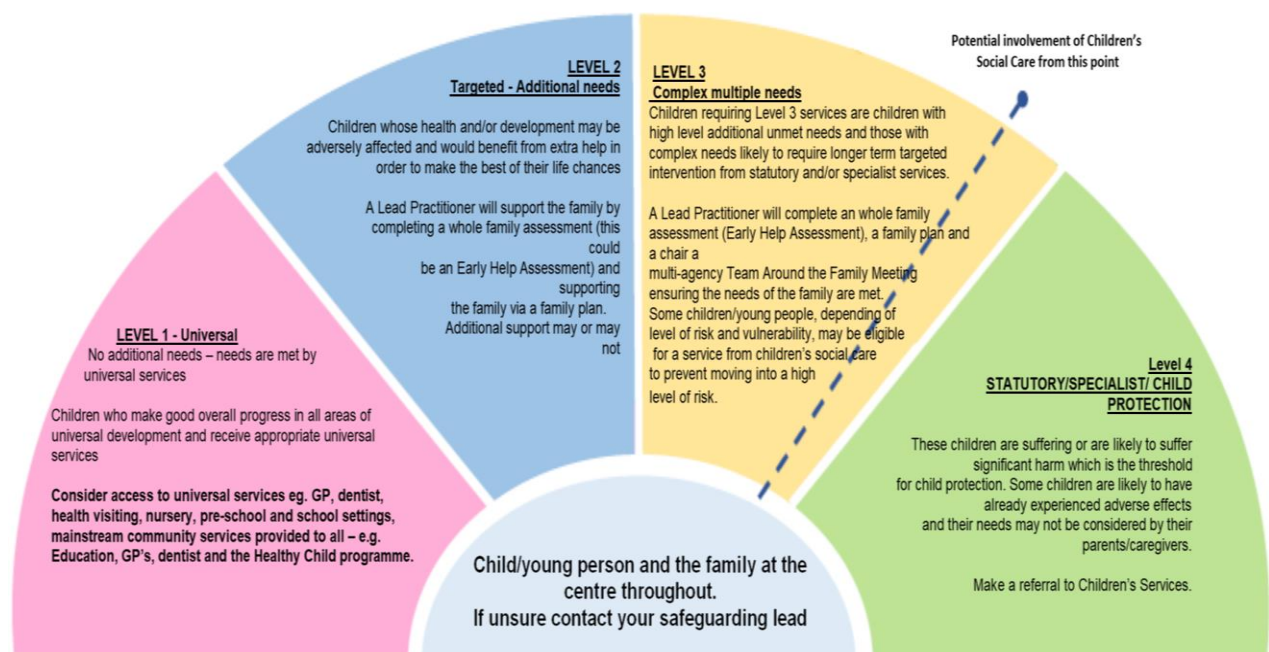 LEVEL 1 - Universal
No additional needs – needs are met by
universal services
Children who make good overall progress in all areas of
universal development and receive appropriate universal
services
Consider access to universal services eg. GP, dentist,
health visiting, nursery, pre-school and school settings,
mainstream community services provided to all – e.g.
Education, GP's, dentist and the Healthy Child programme.
LEVEL 2
Targeted - Additional needs
Children whose health and/or development may be
adversely affected and would benefit from extra help in
order to make the best of their life chances
A Lead Practitioner will support the family by
completing a whole family assessment (this
could
be an Early Help Assessment) and
supporting
the family via a family plan.
Additional support may or may
not
LEVEL 3
Complex multiple needs
Children requiring Level 3 services are children with
high level additional unmet needs and those with
complex needs likely to require longer term targeted
intervention from statutory and/or specialist services.
A Lead Practitioner will complete an whole family
assessment (Early Help Assessment), a family plan and
a chair a
multi-agency Team Around the Family Meeting
ensuring the needs of the family are met.
Some children/young people, depending of
level of risk and vulnerability, may be eligible
for a service from children's social care
to prevent moving into a high
level of risk.
Potential involvement of Children's
Social Care from this point
Level 4
STATUTORY/SPECIALIST/ CHILD
PROTECTION
These children are suffering or are likely to suffer
significant harm which is the threshold
for child protection. Some children are likely to have
already experienced adverse effects
and their needs may not be considered by their
parents/caregivers.
Make a referral to Children's Services.
Child/young person and the family at the
centre throughout.
If unsure contact your safeguarding lead